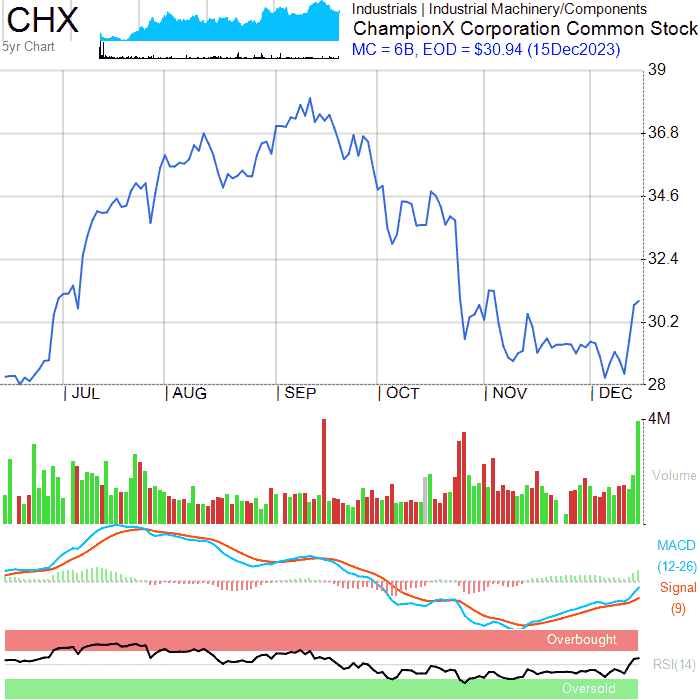 CHX
5yr Chart
Industrials | Industrial Machinery/Components
ChampionX Corporation Common Stock
MC = 6B, EOD = $30.94 (15Dec2023)
39
36.8
34.6
32.4
30.2
28
| JUL | AUG | SEP | OCT | NOV | DEC
4M
Volume
MACD
(12-26)
Signal
(9)
Overbought
RSI(14)
Oversold